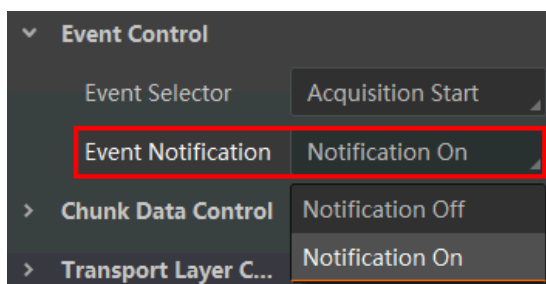 Event Control
Event Selector Acquisition Start
Event Notification Notification On
Chunk Data Control Notification Off
Transport Layer C... Notification On